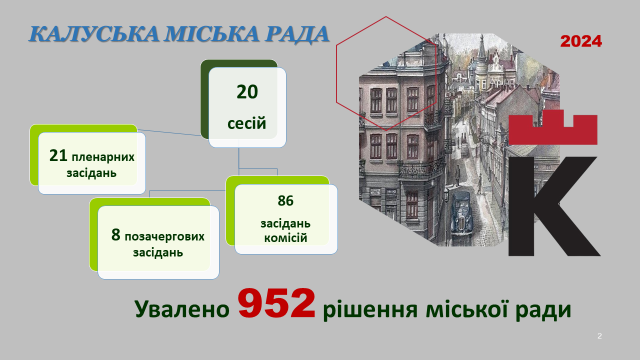 КАЛУСЬКА МІСЬКА РАДА
2024
20
сесій
21 пленарних
засідань
8 позачергових
засідань
86
засідань
комісій
К
Увалено 952 рішення міської ради
2